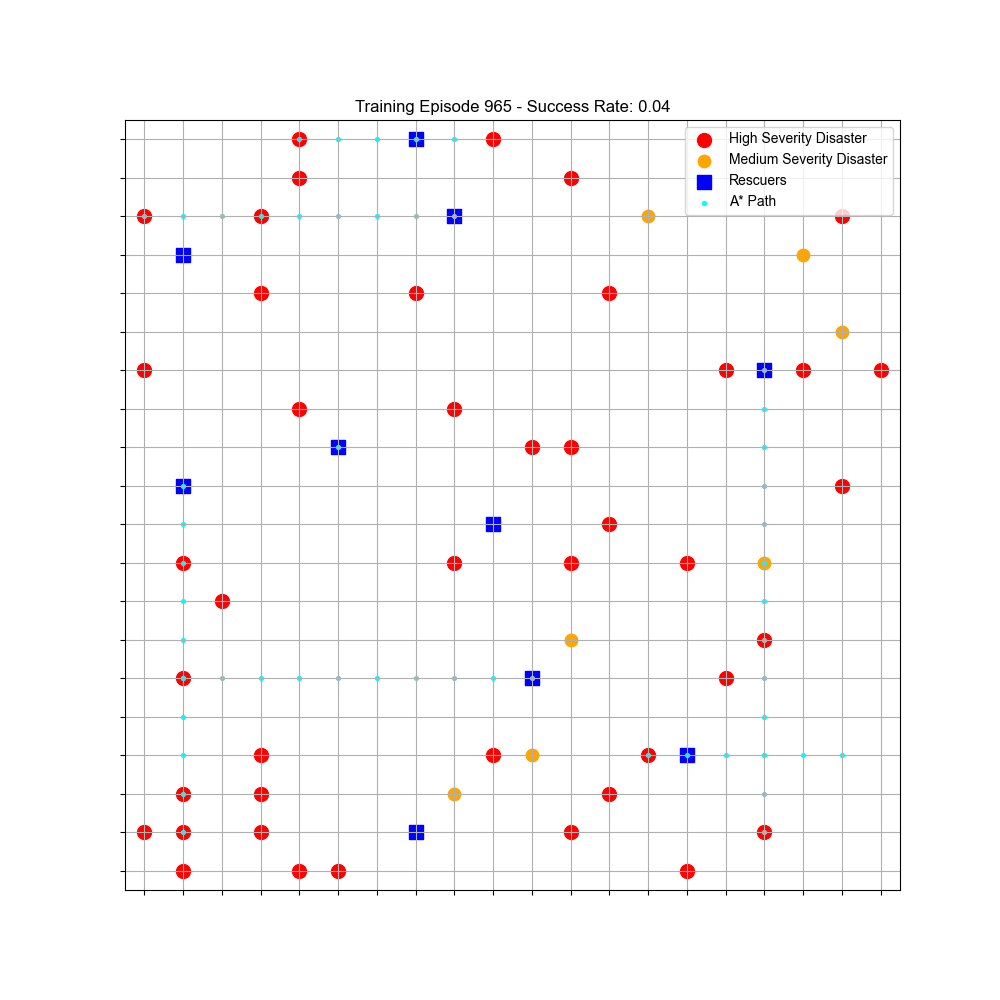 Training Episode 965 - Success Rate: 0.04
High Severity Disaster
Medium Severity Disaster
Rescuers
A* Path